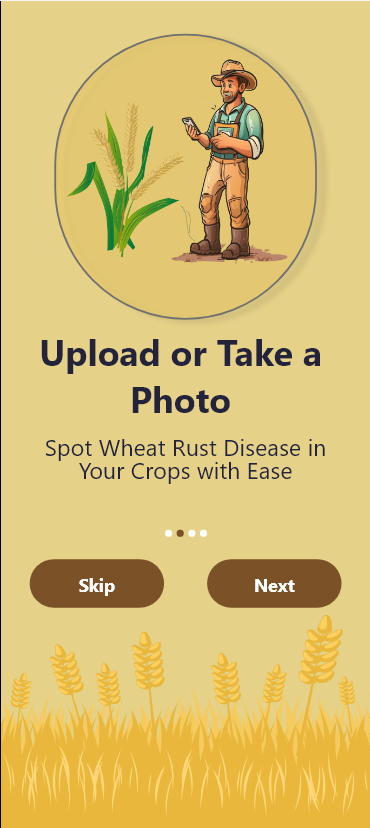 Upload or Take a
Photo
Spot Wheat Rust Disease in
Your Crops with Ease
Skip
Next